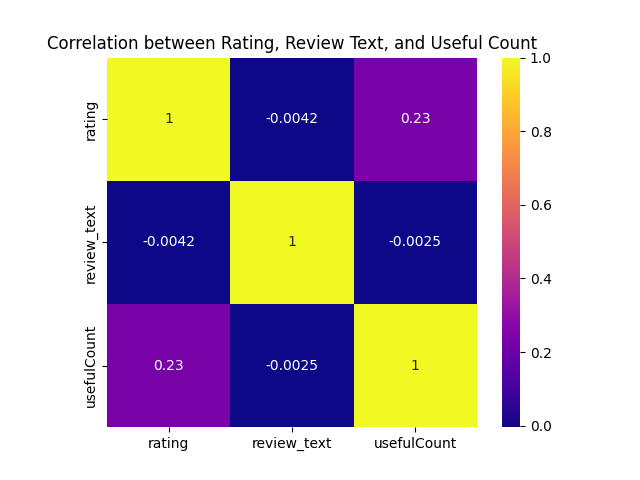 Correlation between Rating, Review Text, and Useful Count
rating
1
-0.0042
0.23
review_text
-0.0042
1
-0.0025
usefulCount
0.23
-0.0025
1
rating
review_text
usefulCount
1.0
0.8
0.6
0.4
0.2
0.0